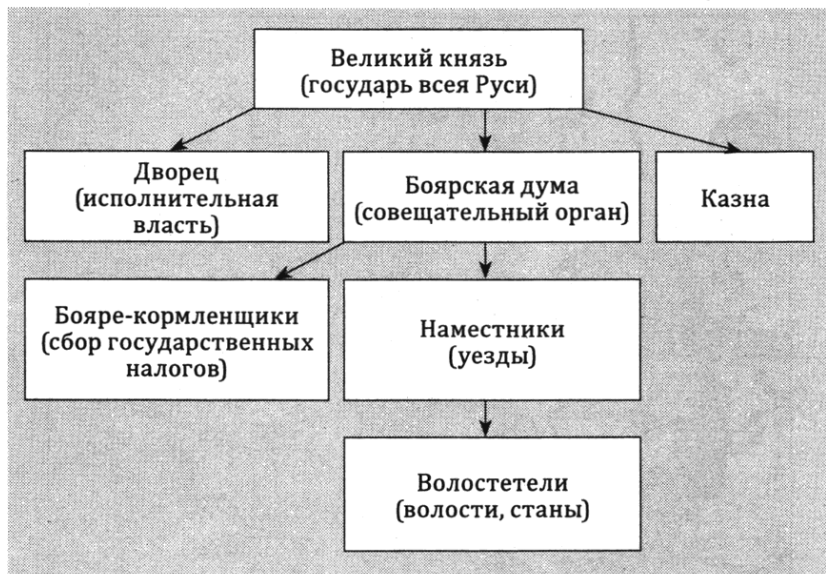 Великий князь
(государь всея Руси)
Дворец
(исполнительная
власть)
Боярская дума
(совещательный орган)
Казна
Бояре-кормленщики
(сбор государственных
налогов)
Наместники
(уезды)
Волостетели
(волости, станы)